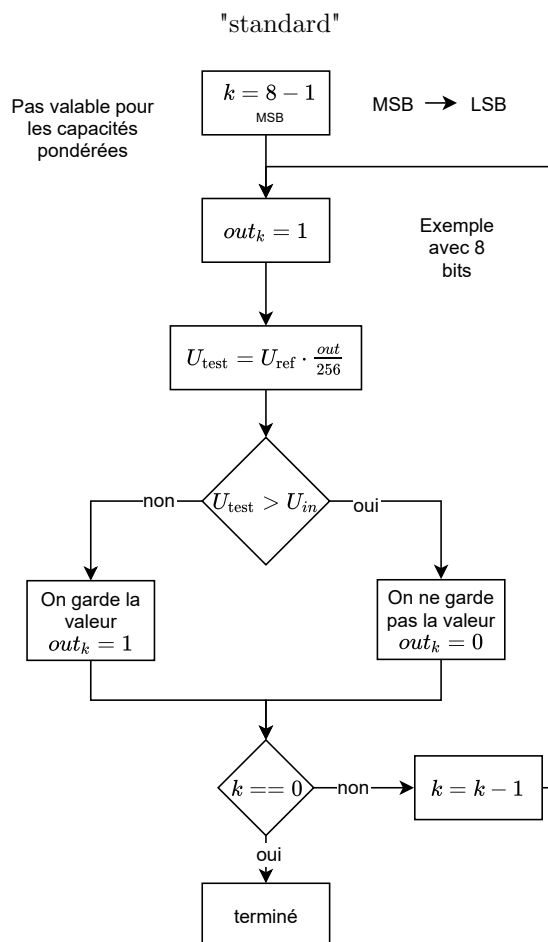 "standard"
Pas valable pour
les capacités
pondérées
k = 8 − 1
MSB
MSB → LSB
out_k = 1
Exemple
avec 8
bits
U_test = U_ref · out/256
U_test > U_in
non
oui
On garde la
valeur
out_k = 1
On ne garde
pas la valeur
out_k = 0
k == 0
non
k = k − 1
oui
terminé